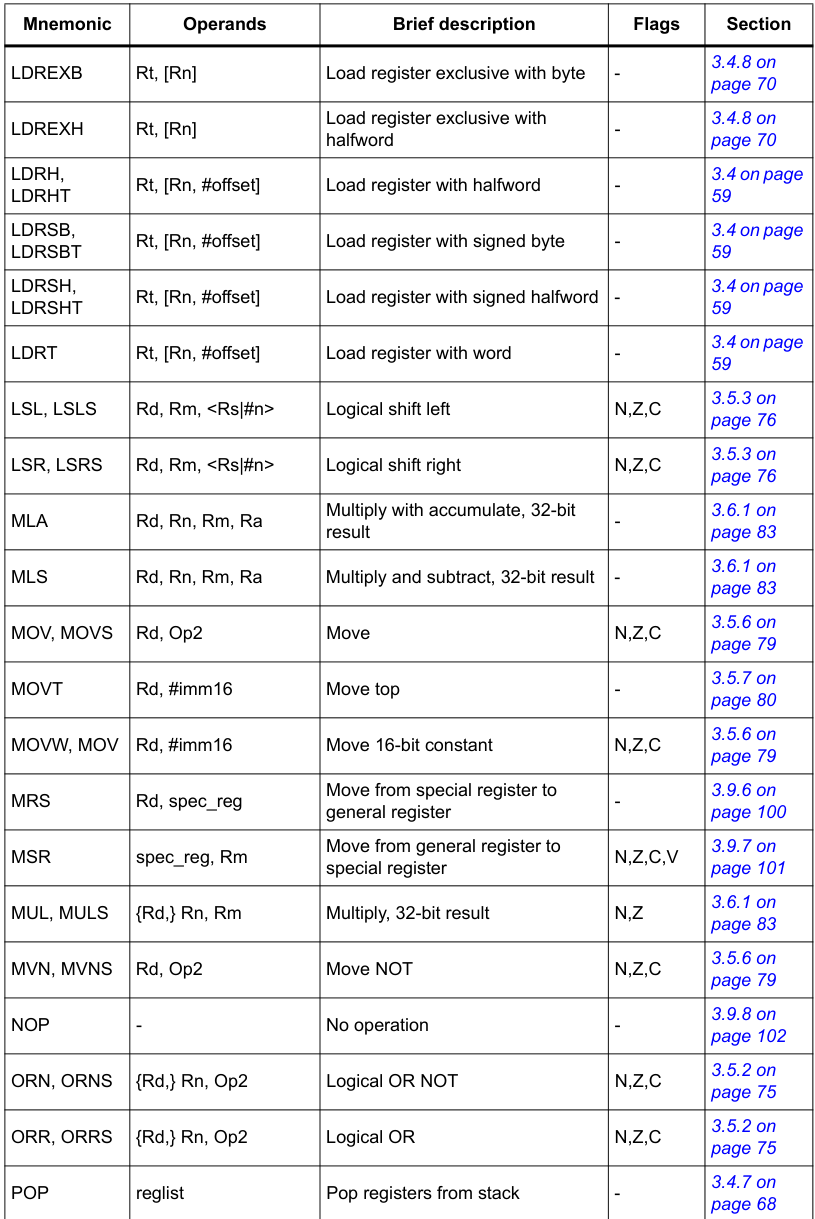 Mnemonic Operands Brief description Flags Section
LDREXB Rt, [Rn] Load register exclusive with byte - 3.4.8 on
page 70
LDREXH Rt, [Rn] Load register exclusive with
halfword - 3.4.8 on
page 70
LDRH,
LDRHT Rt, [Rn, #offset] Load register with halfword - 3.4 on page
59
LDRSB,
LDRSBT Rt, [Rn, #offset] Load register with signed byte - 3.4 on page
59
LDRSH,
LDRSHT Rt, [Rn, #offset] Load register with signed halfword - 3.4 on page
59
LDRT Rt, [Rn, #offset] Load register with word - 3.4 on page
59
LSL, LSLS Rd, Rm, <Rs|#n> Logical shift left N,Z,C 3.5.3 on
page 76
LSR, LSRS Rd, Rm, <Rs|#n> Logical shift right N,Z,C 3.5.3 on
page 76
MLA Rd, Rn, Rm, Ra Multiply with accumulate, 32-bit
result - 3.6.1 on
page 83
MLS Rd, Rn, Rm, Ra Multiply and subtract, 32-bit result - 3.6.1 on
page 83
MOV, MOVS Rd, Op2 Move N,Z,C 3.5.6 on
page 79
MOVT Rd, #imm16 Move top - 3.5.7 on
page 80
MOVW, MOV Rd, #imm16 Move 16-bit constant N,Z,C 3.5.6 on
page 79
MRS Rd, spec_reg Move from special register to
general register - 3.9.6 on
page 100
MSR spec_reg, Rm Move from general register to
special register N,Z,C,V 3.9.7 on
page 101
MUL, MULS {Rd,} Rn, Rm Multiply, 32-bit result N,Z 3.6.1 on
page 83
MVN, MVNS Rd, Op2 Move NOT N,Z,C 3.5.6 on
page 79
NOP - No operation - 3.9.8 on
page 102
ORN, ORNS {Rd,} Rn, Op2 Logical OR NOT N,Z,C 3.5.2 on
page 75
ORR, ORRS {Rd,} Rn, Op2 Logical OR N,Z,C 3.5.2 on
page 75
POP reglist Pop registers from stack - 3.4.7 on
page 68